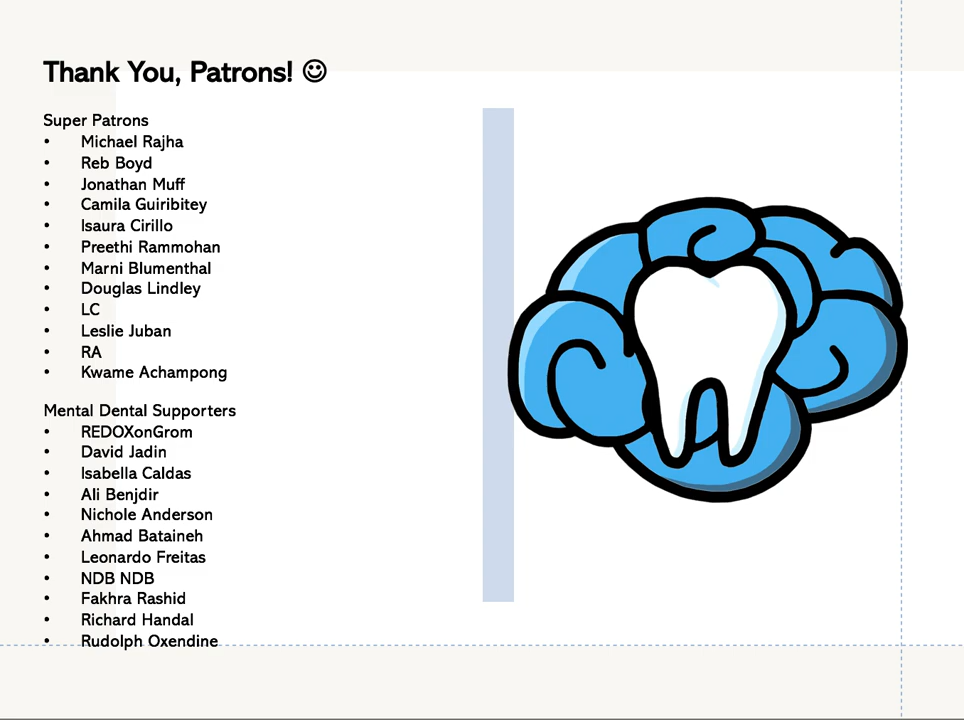 Thank You, Patrons! ☺
Super Patrons
• Michael Rajha
• Reb Boyd
• Jonathan Muff
• Camila Guiribitey
• Isaura Cirillo
• Preethi Rammohan
• Marni Blumenthal
• Douglas Lindley
• LC
• Leslie Juban
• RA
• Kwame Achampong
Mental Dental Supporters
• REDOXonGrom
• David Jadin
• Isabella Caldas
• Ali Benjdir
• Nichole Anderson
• Ahmad Bataineh
• Leonardo Freitas
• NDB NDB
• Fakhra Rashid
• Richard Handal
• Rudolph Oxendine